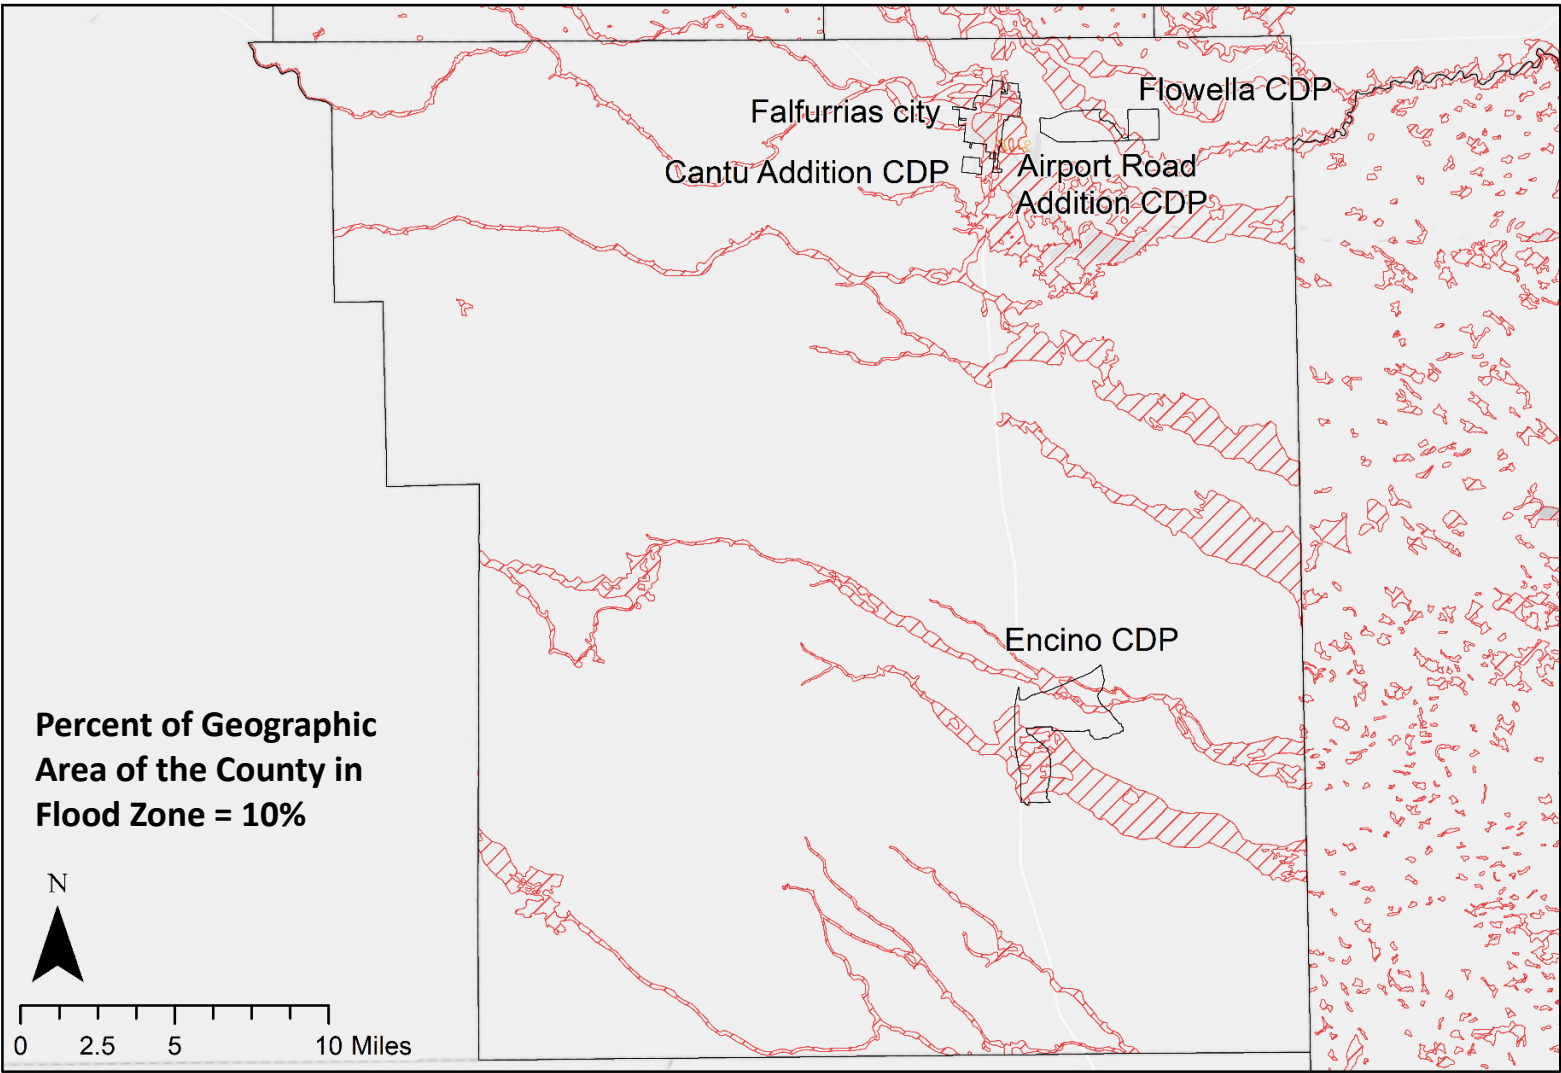 Flowella CDP
Falfurrias city
Cantu Addition CDP
Airport Road
Addition CDP
Encino CDP
Percent of Geographic
Area of the County in
Flood Zone = 10%
N
0 2.5 5 10 Miles